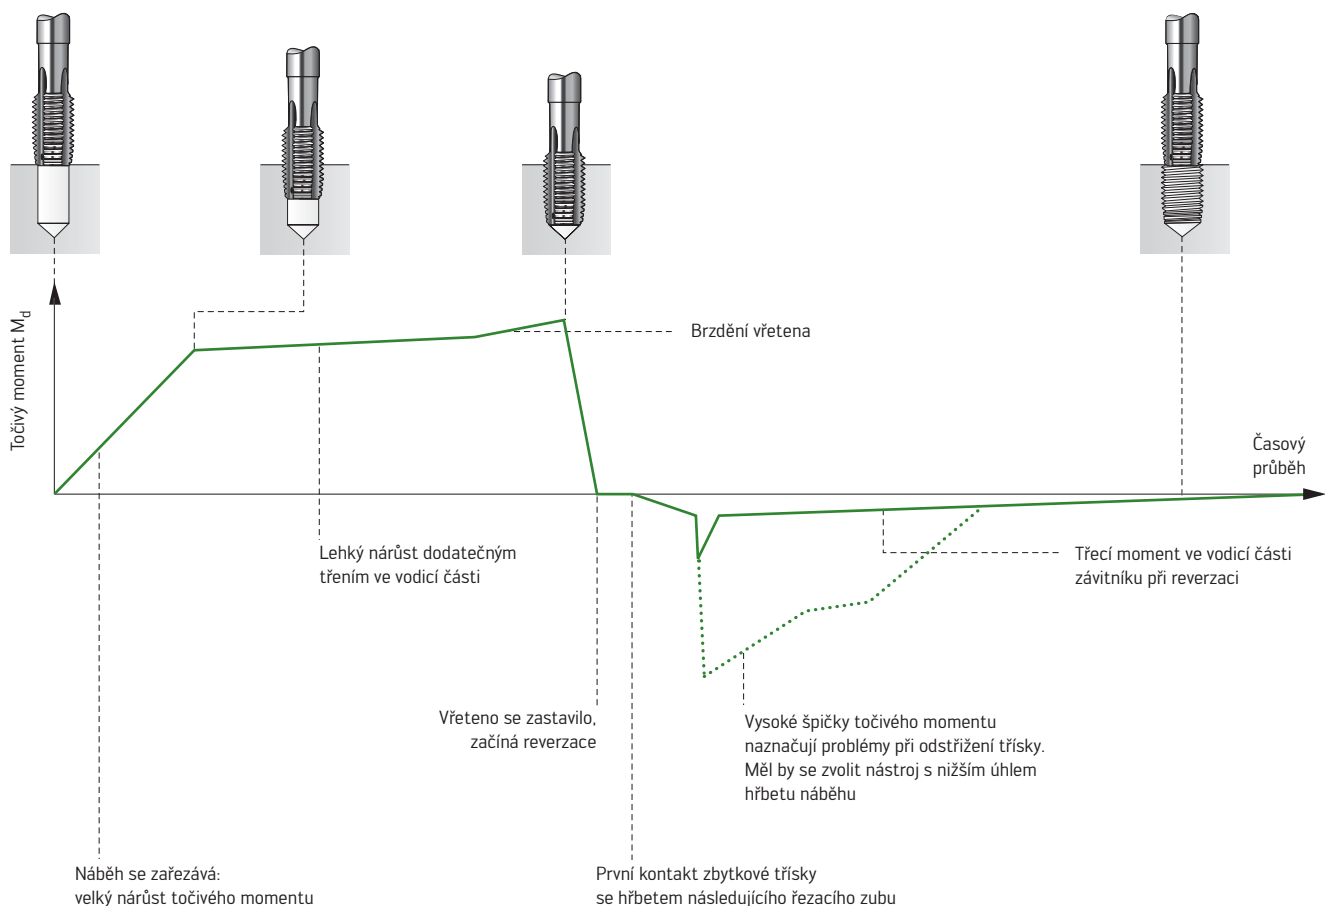 Točivý moment Md
Brzdění vřetena
Časový
průběh
Lehký nárůst dodatečným
třením ve vodicí části
Třecí moment ve vodicí části
závitníku při reverzaci
Vřeteno se zastavilo,
začíná reverzace
Vysoké špičky točivého momentu
naznačují problémy při odstřižení třísky.
Měl by se zvolit nástroj s nižším úhlem
hřbetu náběhu
Náběh se zařezává:
velký nárůst točivého momentu
První kontakt zbytkové třísky
se hřbetem následujícího řezacího zubu